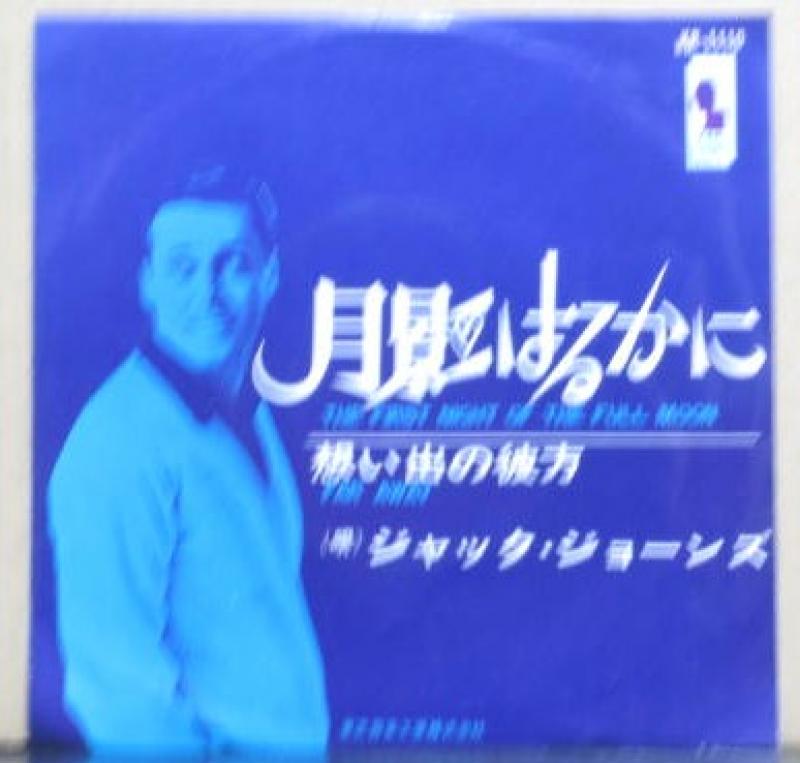 月影はるかに
THE FIRST NIGHT OF THE FULL MOON
想い出の彼方
(唄)ジャック・ジョーンズ